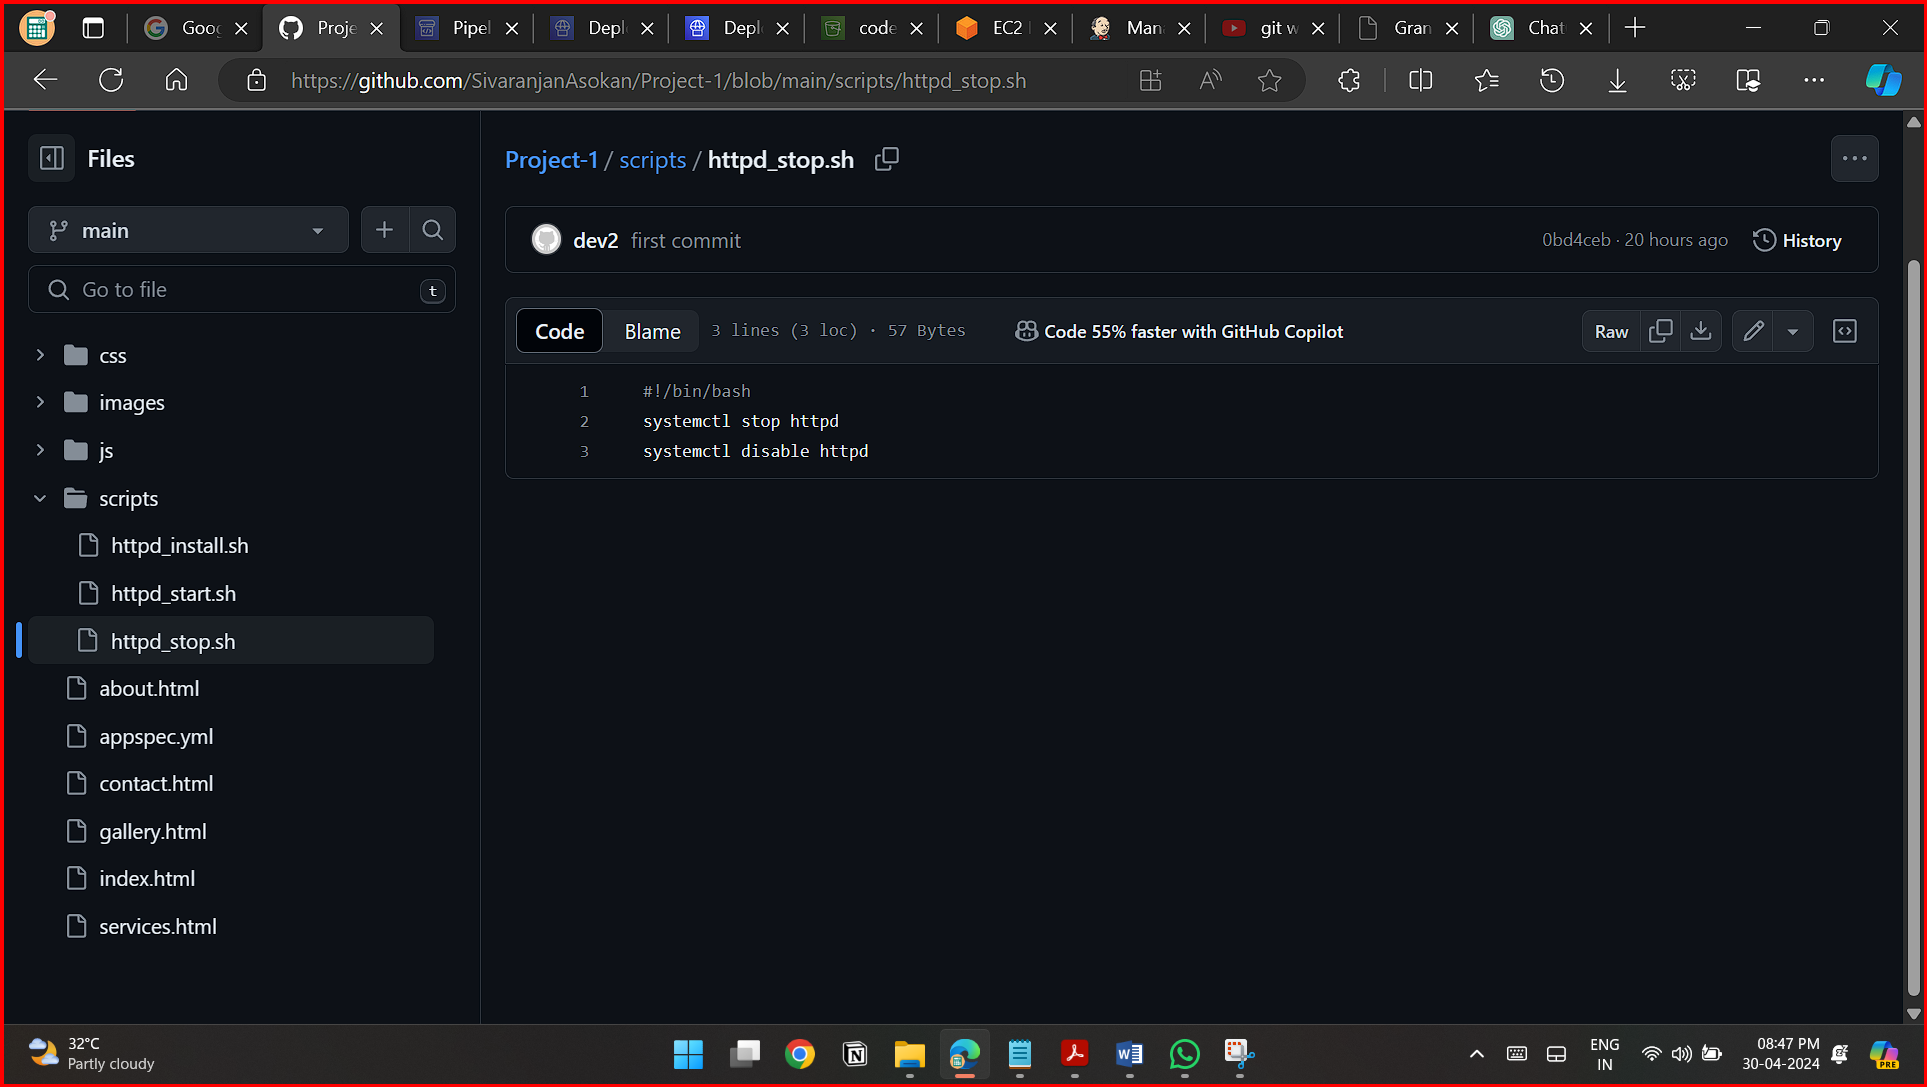 Goog
Proje
Pipel
Deplo
Deplo
code
EC2
Mana
git w
Gran
Chat
https://github.com/SivaranjanAsokan/Project-1/blob/main/scripts/httpd_stop.sh
Files
Project-1 / scripts / httpd_stop.sh
main
dev2 first commit
0bd4ceb · 20 hours ago
History
Go to file
t
Code
Blame
3 lines (3 loc) · 57 Bytes
Code 55% faster with GitHub Copilot
Raw
1 #!/bin/bash
2 systemctl stop httpd
3 systemctl disable httpd
css
images
js
scripts
httpd_install.sh
httpd_start.sh
httpd_stop.sh
about.html
appspec.yml
contact.html
gallery.html
index.html
services.html
32°C
Partly cloudy
ENG
IN
08:47 PM
30-04-2024
PRE